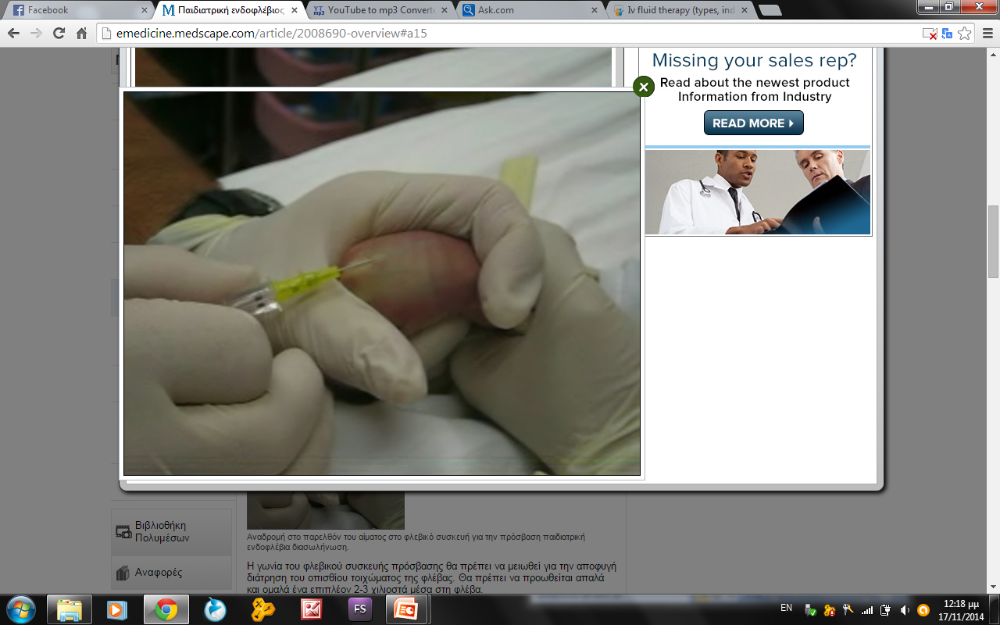 Facebook
Παιδιατρική ενδοφλέβιος
YouTube to mp3 Converte
Ask.com
Iv fluid therapy (types, ind
emedicine.medscape.com/article/2008690-overview#a15
Missing your sales rep?
Read about the newest product
Information from Industry
READ MORE
Βιβλιοθήκη
Πολυμέσων
Αναφορές
Αναδρομή στο παρελθόν του αίματος στο φλεβικό συσκευή για την πρόσβαση παιδιατρική
ενδοφλέβια διασωλήνωση.
Η γωνία του φλεβικού συσκευής πρόσβασης θα πρέπει να μειωθεί για την αποφυγή
διάτρηση του οπισθίου τοιχώματος της φλέβας. Θα πρέπει να προωθείται απαλά
και ομαλά ένα επιπλέον 2-3 χιλιοστά μέσα στη φλέβα.
FS
EN
12:18 μμ
17/11/2014